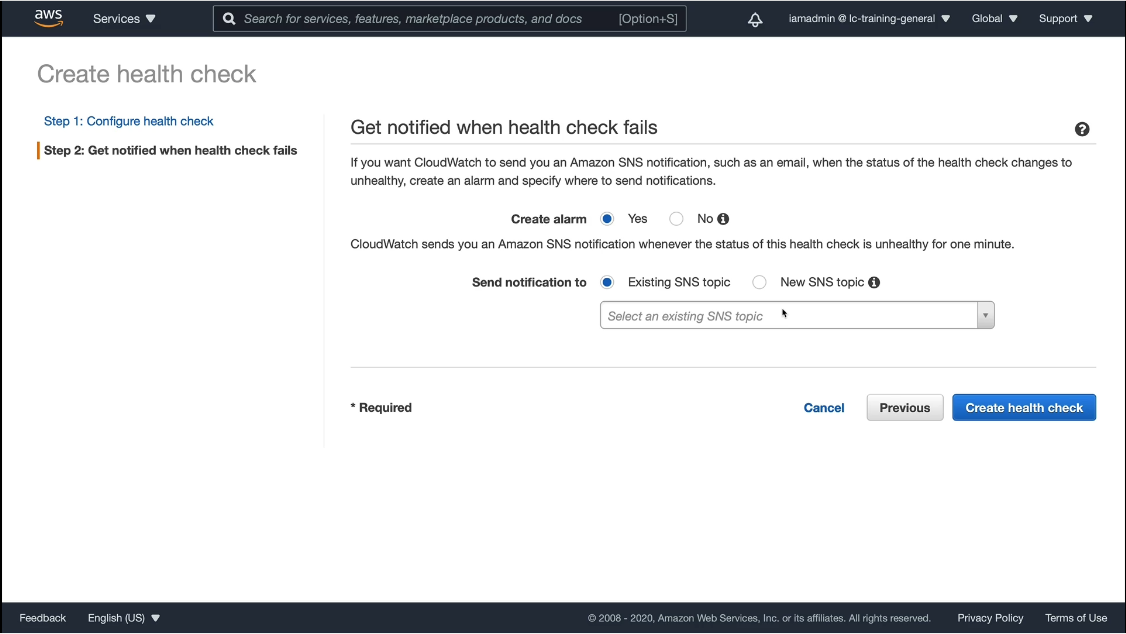 aws Services Search for services, features, marketplace products, and docs [Option+S] iamadmin @ lc-training-general Global Support
Create health check
Step 1: Configure health check
Step 2: Get notified when health check fails
Get notified when health check fails
If you want CloudWatch to send you an Amazon SNS notification, such as an email, when the status of the health check changes to
unhealthy, create an alarm and specify where to send notifications.
Create alarm Yes No
CloudWatch sends you an Amazon SNS notification whenever the status of this health check is unhealthy for one minute.
Send notification to Existing SNS topic New SNS topic
Select an existing SNS topic
* Required Cancel Previous Create health check
Feedback English (US) © 2008 - 2020, Amazon Web Services, Inc. or its affiliates. All rights reserved. Privacy Policy Terms of Use